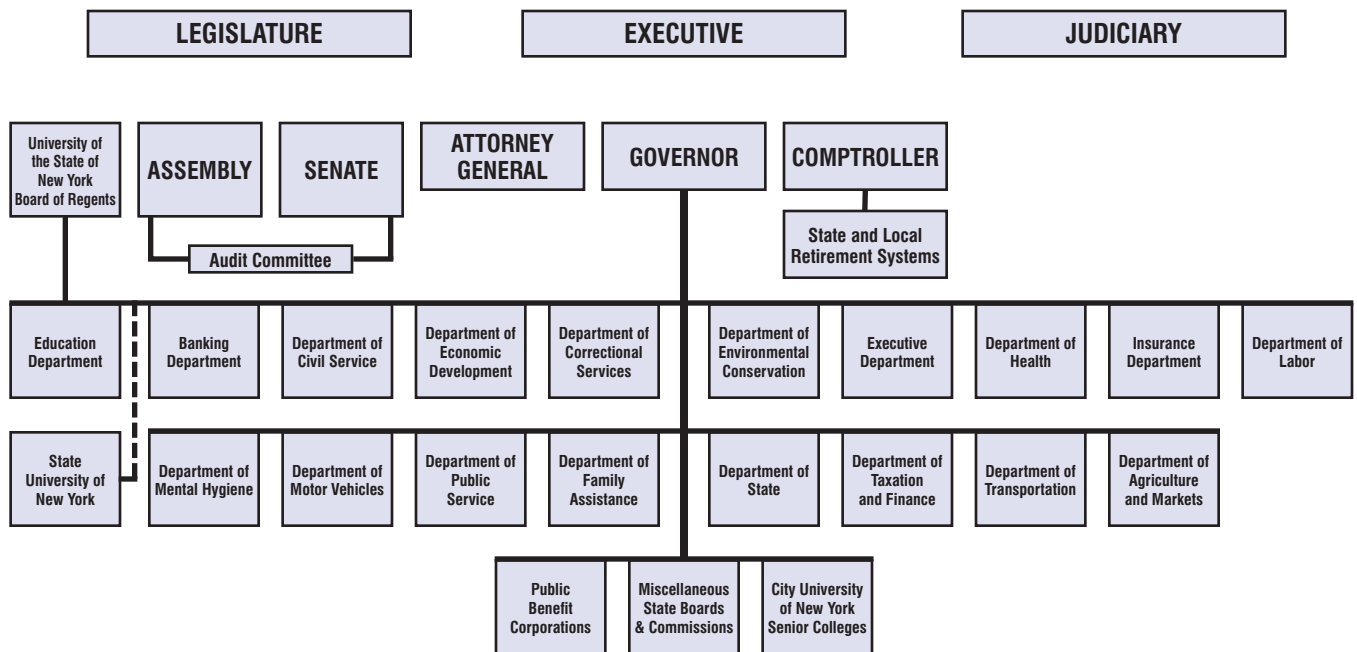 LEGISLATURE
EXECUTIVE
JUDICIARY
University of
the State of
New York
Board of Regents
ASSEMBLY
SENATE
ATTORNEY
GENERAL
GOVERNOR
COMPTROLLER
Audit Committee
State and Local
Retirement Systems
Education
Department
Banking
Department
Department of
Civil Service
Department of
Economic
Development
Department of
Correctional
Services
Department of
Environmental
Conservation
Executive
Department
Department of
Health
Insurance
Department
Department of
Labor
State
University of
New York
Department of
Mental Hygiene
Department of
Motor Vehicles
Department of
Public
Service
Department of
Family
Assistance
Department of
State
Department of
Taxation
and Finance
Department of
Transportation
Department of
Agriculture
and Markets
Public
Benefit
Corporations
Miscellaneous
State Boards
& Commissions
City University
of New York
Senior Colleges